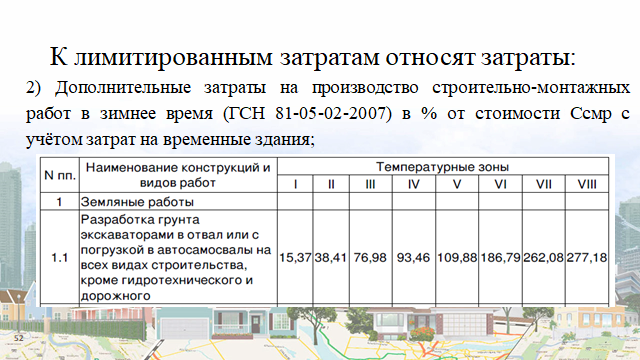 К лимитированным затратам относят затраты:
2) Дополнительные затраты на производство строительно-монтажных
работ в зимнее время (ГСН 81-05-02-2007) в % от стоимости Ссмр с
учётом затрат на временные здания;
N пп. Наименование конструкций и видов работ Температурные зоны
I II III IV V VI VII VIII
1 Земляные работы
1.1 Разработка грунта
экскаваторами в отвал или с
погрузкой в автосамосвалы на
всех видах строительства,
кроме гидротехнического и
дорожного
15,37 38,41 76,98 93,46 109,88 186,79 262,08 277,18
52